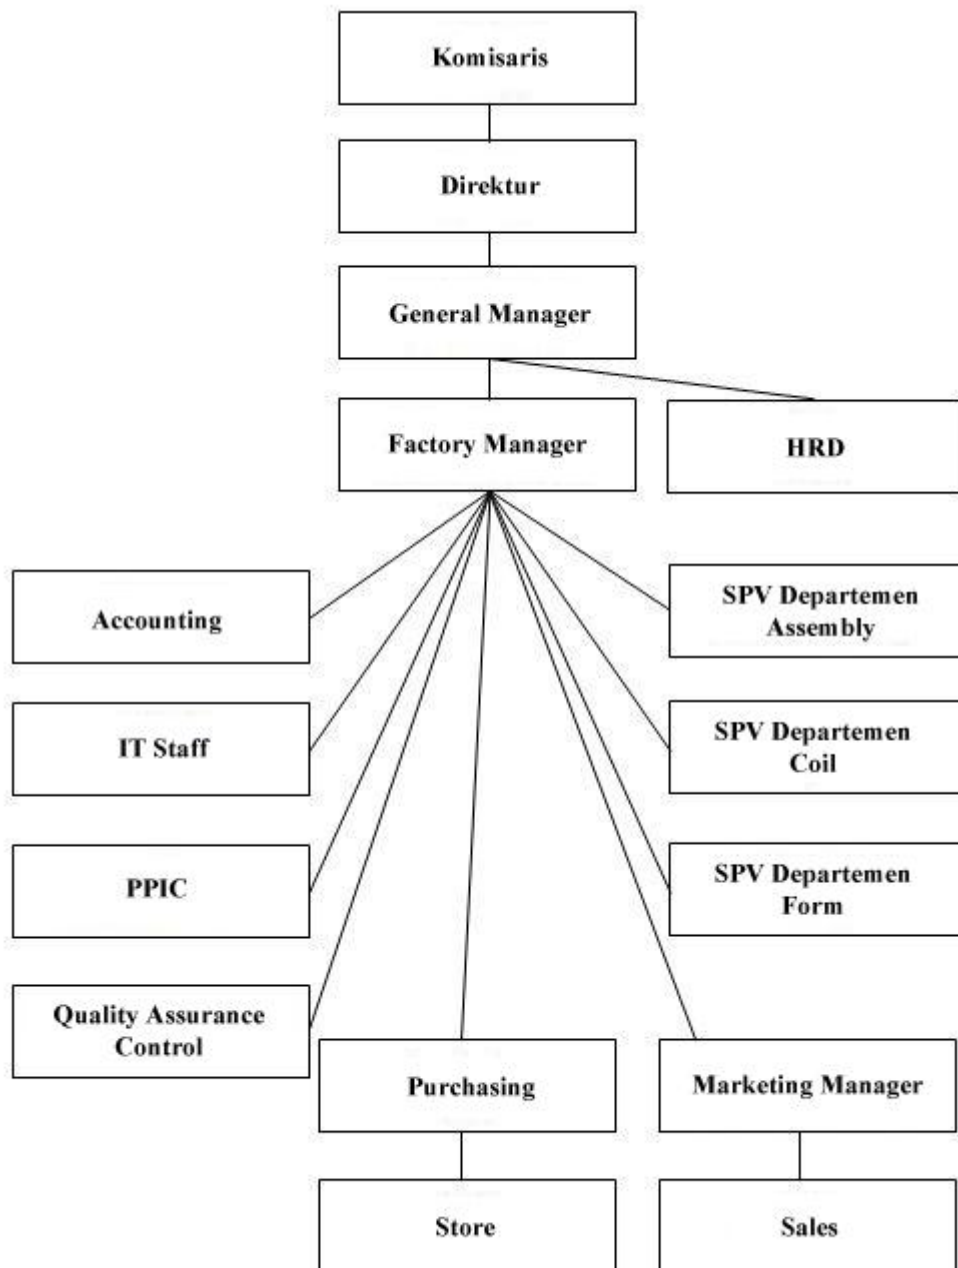 Komisaris
Direktur
General Manager
Factory Manager
HRD
Accounting
SPV Departemen
Assembly
IT Staff
SPV Departemen
Coil
PPIC
SPV Departemen
Form
Quality Assurance
Control
Purchasing
Marketing Manager
Store
Sales